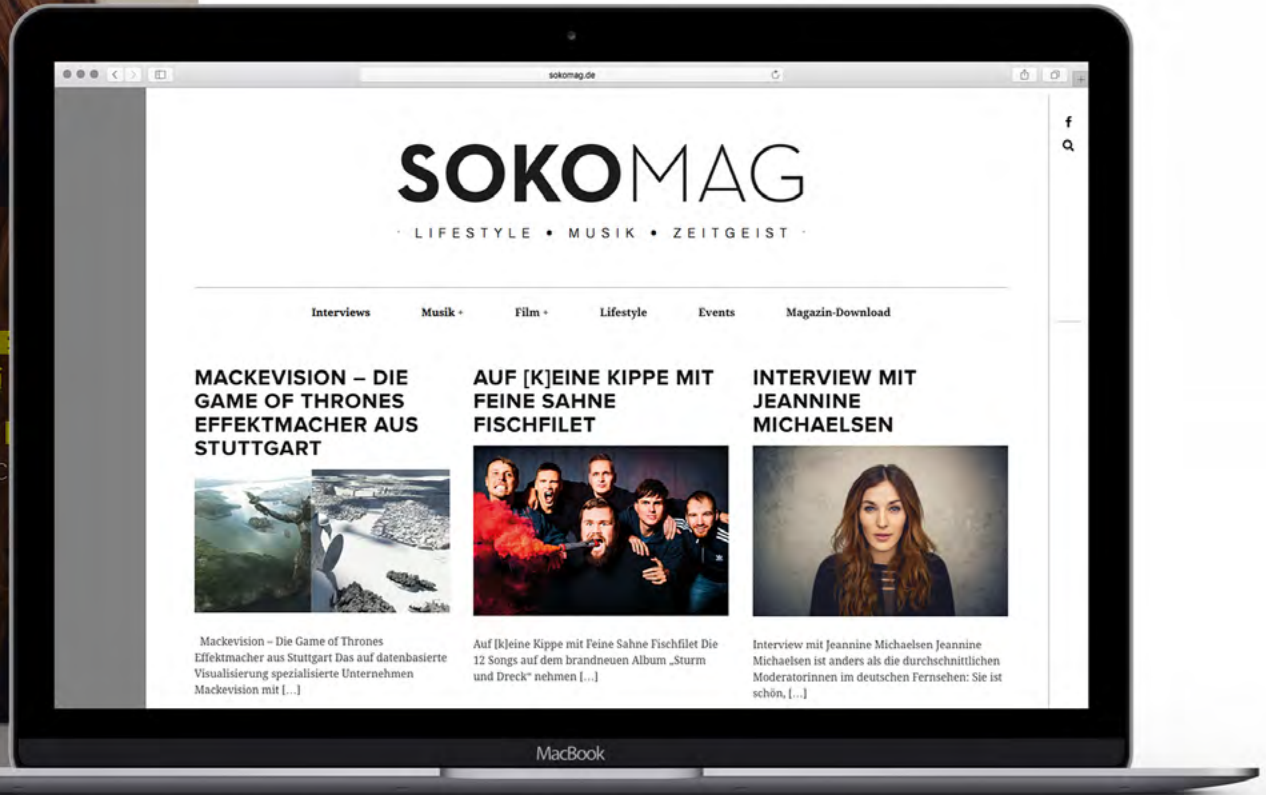 sokomag.de
SOKOMAG
· LIFESTYLE • MUSIK • ZEITGEIST ·
Interviews Musik + Film + Lifestyle Events Magazin-Download
MACKEVISION – DIE
GAME OF THRONES
EFFEKTMACHER AUS
STUTTGART
Mackevision – Die Game of Thrones
Effektmacher aus Stuttgart Das auf datenbasierte
Visualisierung spezialisierte Unternehmen
Mackevision mit […]
AUF [K]EINE KIPPE MIT
FEINE SAHNE
FISCHFILET
Auf [k]eine Kippe mit Feine Sahne Fischfilet Die
12 Songs auf dem brandneuen Album „Sturm
und Dreck“ nehmen […]
INTERVIEW MIT
JEANNINE
MICHAELSEN
Interview mit Jeannine Michaelsen Jeannine
Michaelsen ist anders als die durchschnittlichen
Moderatorinnen im deutschen Fernsehen: Sie ist
schön, […]
MacBook